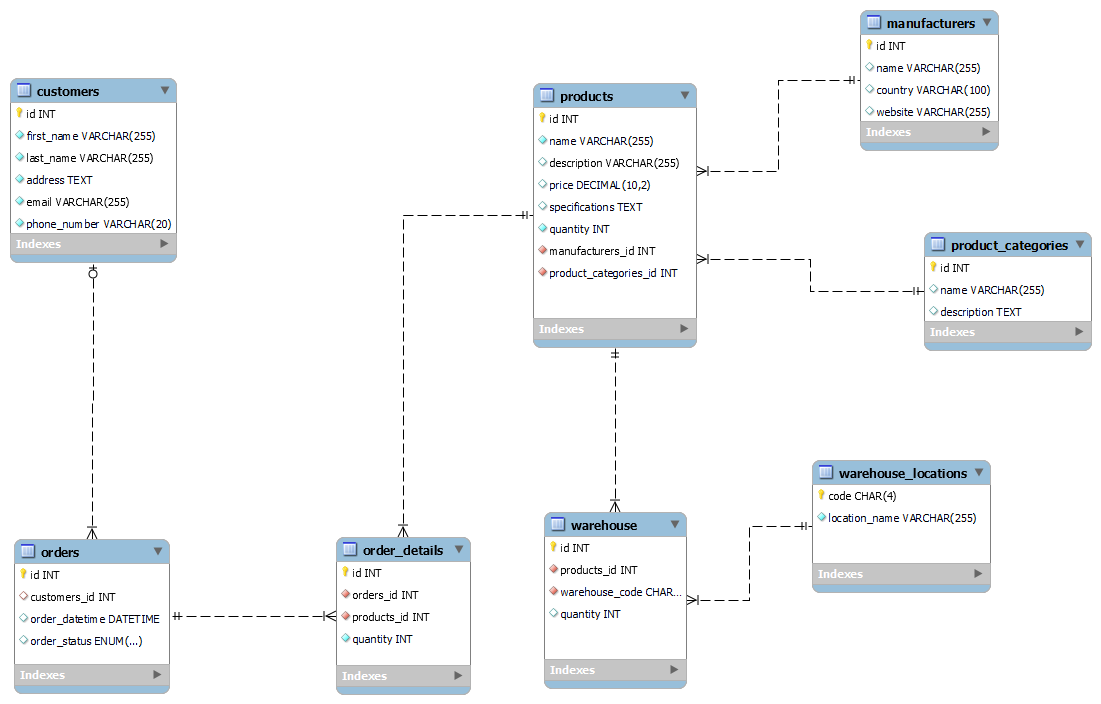 customers
id INT
first_name VARCHAR(255)
last_name VARCHAR(255)
address TEXT
email VARCHAR(255)
phone_number VARCHAR(20)
Indexes
products
id INT
name VARCHAR(255)
description VARCHAR(255)
price DECIMAL(10,2)
specifications TEXT
quantity INT
manufacturers_id INT
product_categories_id INT
Indexes
manufacturers
id INT
name VARCHAR(255)
country VARCHAR(100)
website VARCHAR(255)
Indexes
product_categories
id INT
name VARCHAR(255)
description TEXT
Indexes
warehouse_locations
code CHAR(4)
location_name VARCHAR(255)
Indexes
orders
id INT
customers_id INT
order_datetime DATETIME
order_status ENUM(...)
Indexes
order_details
id INT
orders_id INT
products_id INT
quantity INT
Indexes
warehouse
id INT
products_id INT
warehouse_code CHAR...
quantity INT
Indexes